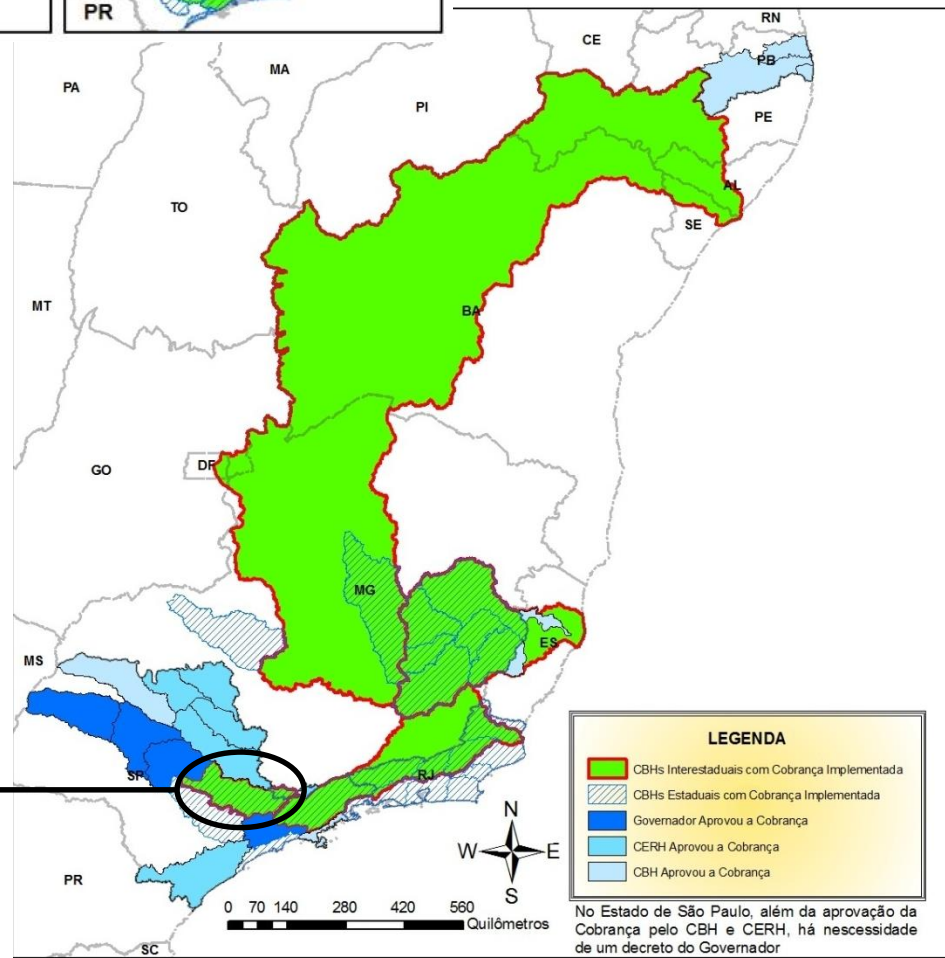 PR
RN
CE
PB
MA
PA
PI
PE
TO
AL
SE
MT
BA
DF
GO
MG
ES
MS
SP
RJ
PR
SC
N
W
E
S
0 70 140 280 420 560
Quilômetros
LEGENDA
CBHs Interestaduais com Cobrança Implementada
CBHs Estaduais com Cobrança Implementada
Governador Aprovou a Cobrança
CERH Aprovou a Cobrança
CBH Aprovou a Cobrança
No Estado de São Paulo, além da aprovação da
Cobrança pelo CBH e CERH, há nescessidade
de um decreto do Governador